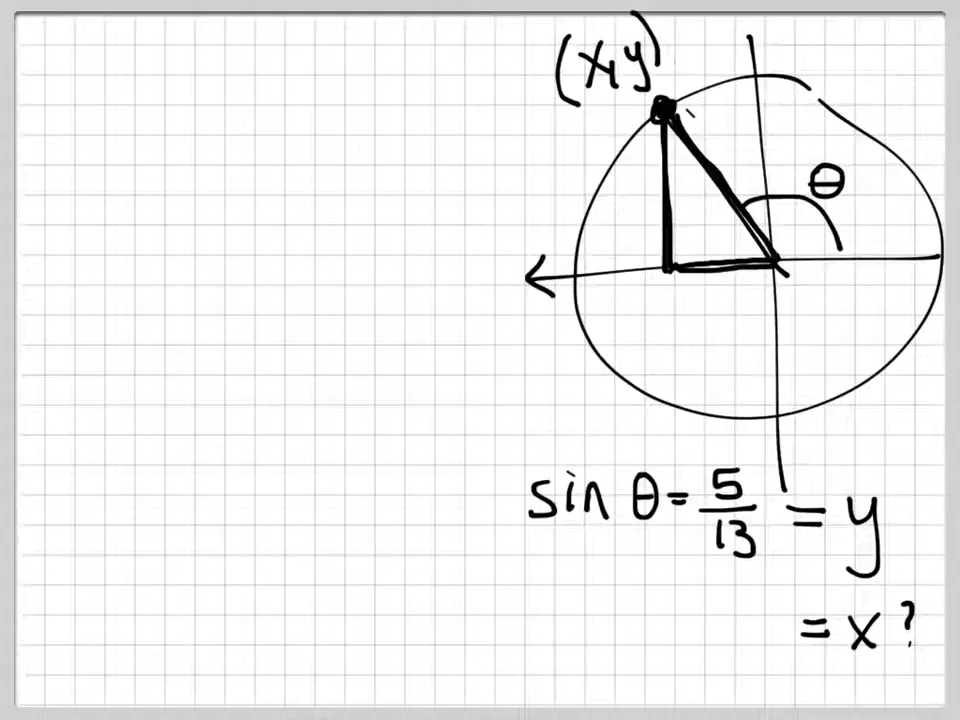 (x,y)
θ
sin θ = 5/13 = y
= x ?